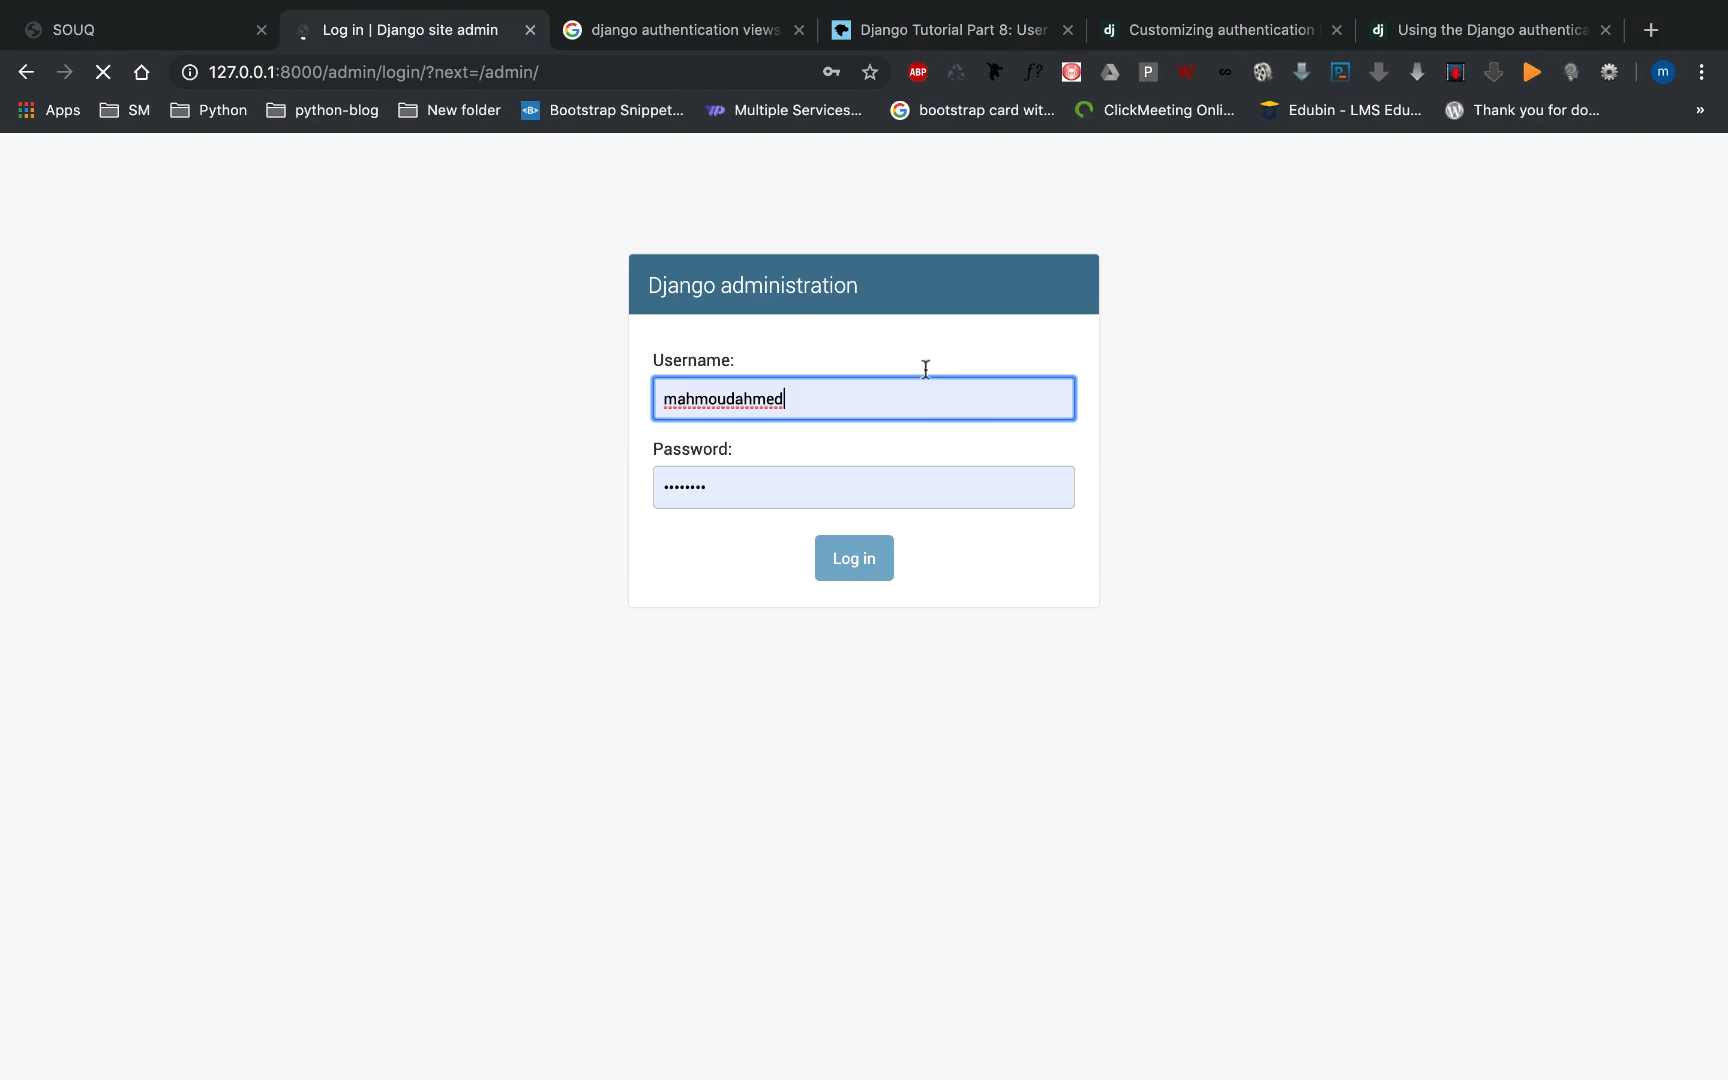 SOUQ
Log in | Django site admin
django authentication views
Django Tutorial Part 8: User
Customizing authentication
Using the Django authentica
127.0.0.1:8000/admin/login/?next=/admin/
ABP
f?
P
m
Apps
SM
Python
python-blog
New folder
Bootstrap Snippet...
Multiple Services...
bootstrap card wit...
ClickMeeting Onli...
Edubin - LMS Edu...
Thank you for do...
»
Django administration
Username:
mahmoudahmed
Password:
••••••••
Log in